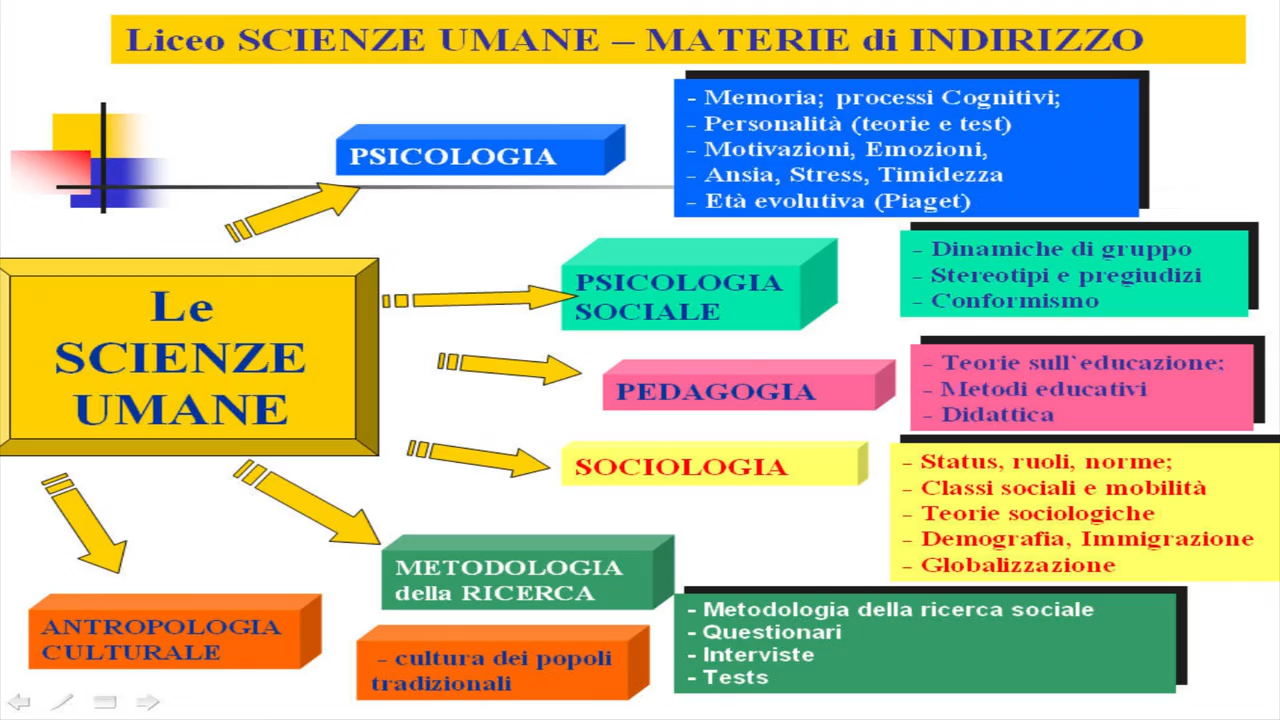 Liceo SCIENZE UMANE – MATERIE di INDIRIZZO
PSICOLOGIA
- Memoria; processi Cognitivi;
- Personalità (teorie e test)
- Motivazioni, Emozioni,
- Ansia, Stress, Timidezza
- Età evolutiva (Piaget)
Le
SCIENZE
UMANE
PSICOLOGIA
SOCIALE
- Dinamiche di gruppo
- Stereotipi e pregiudizi
- Conformismo
PEDAGOGIA
- Teorie sull`educazione;
- Metodi educativi
- Didattica
SOCIOLOGIA
- Status, ruoli, norme;
- Classi sociali e mobilità
- Teorie sociologiche
- Demografia, Immigrazione
- Globalizzazione
METODOLOGIA
della RICERCA
- Metodologia della ricerca sociale
- Questionari
- Interviste
- Tests
ANTROPOLOGIA
CULTURALE
- cultura dei popoli
tradizionali